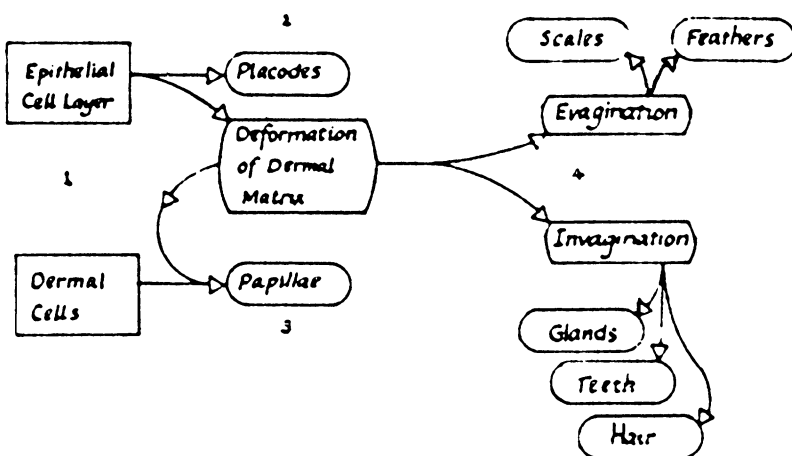 2
Scales
Feathers
Epithelial
Cell Layer
Placodes
Evagination
Deformation
of Dermal
Matrix
1
4
Invagination
Dermal
Cells
Papillae
3
Glands
Teeth
Hair